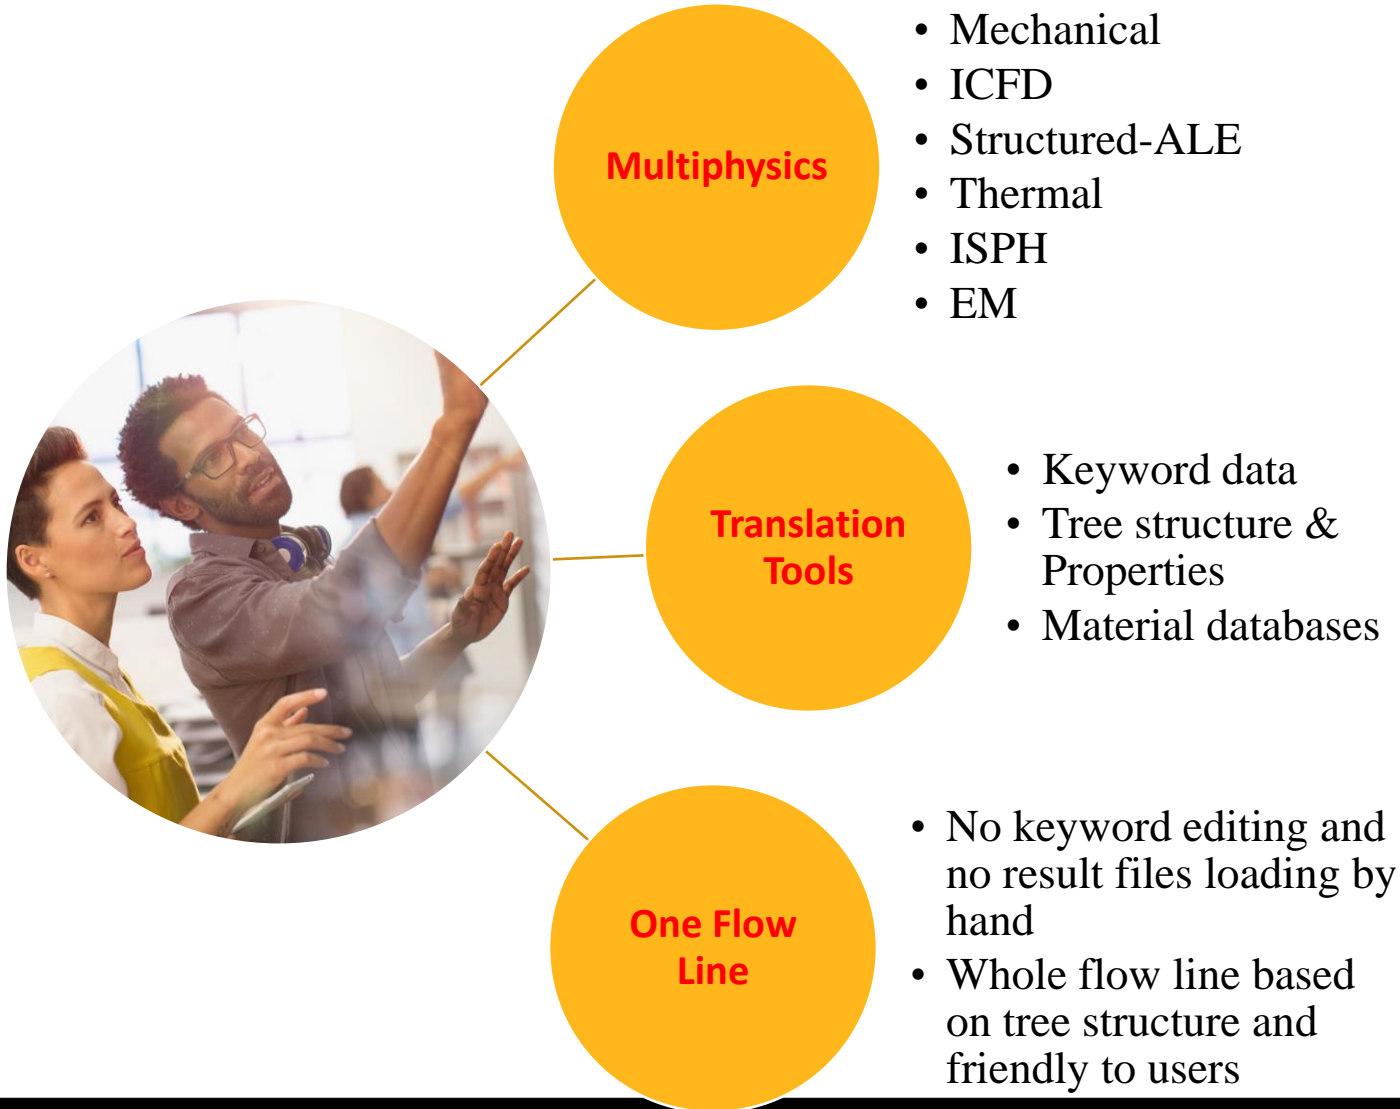 Multiphysics
• Mechanical
• ICFD
• Structured-ALE
• Thermal
• ISPH
• EM
Translation
Tools
• Keyword data
• Tree structure &
Properties
• Material databases
One Flow
Line
• No keyword editing and
no result files loading by
hand
• Whole flow line based
on tree structure and
friendly to users